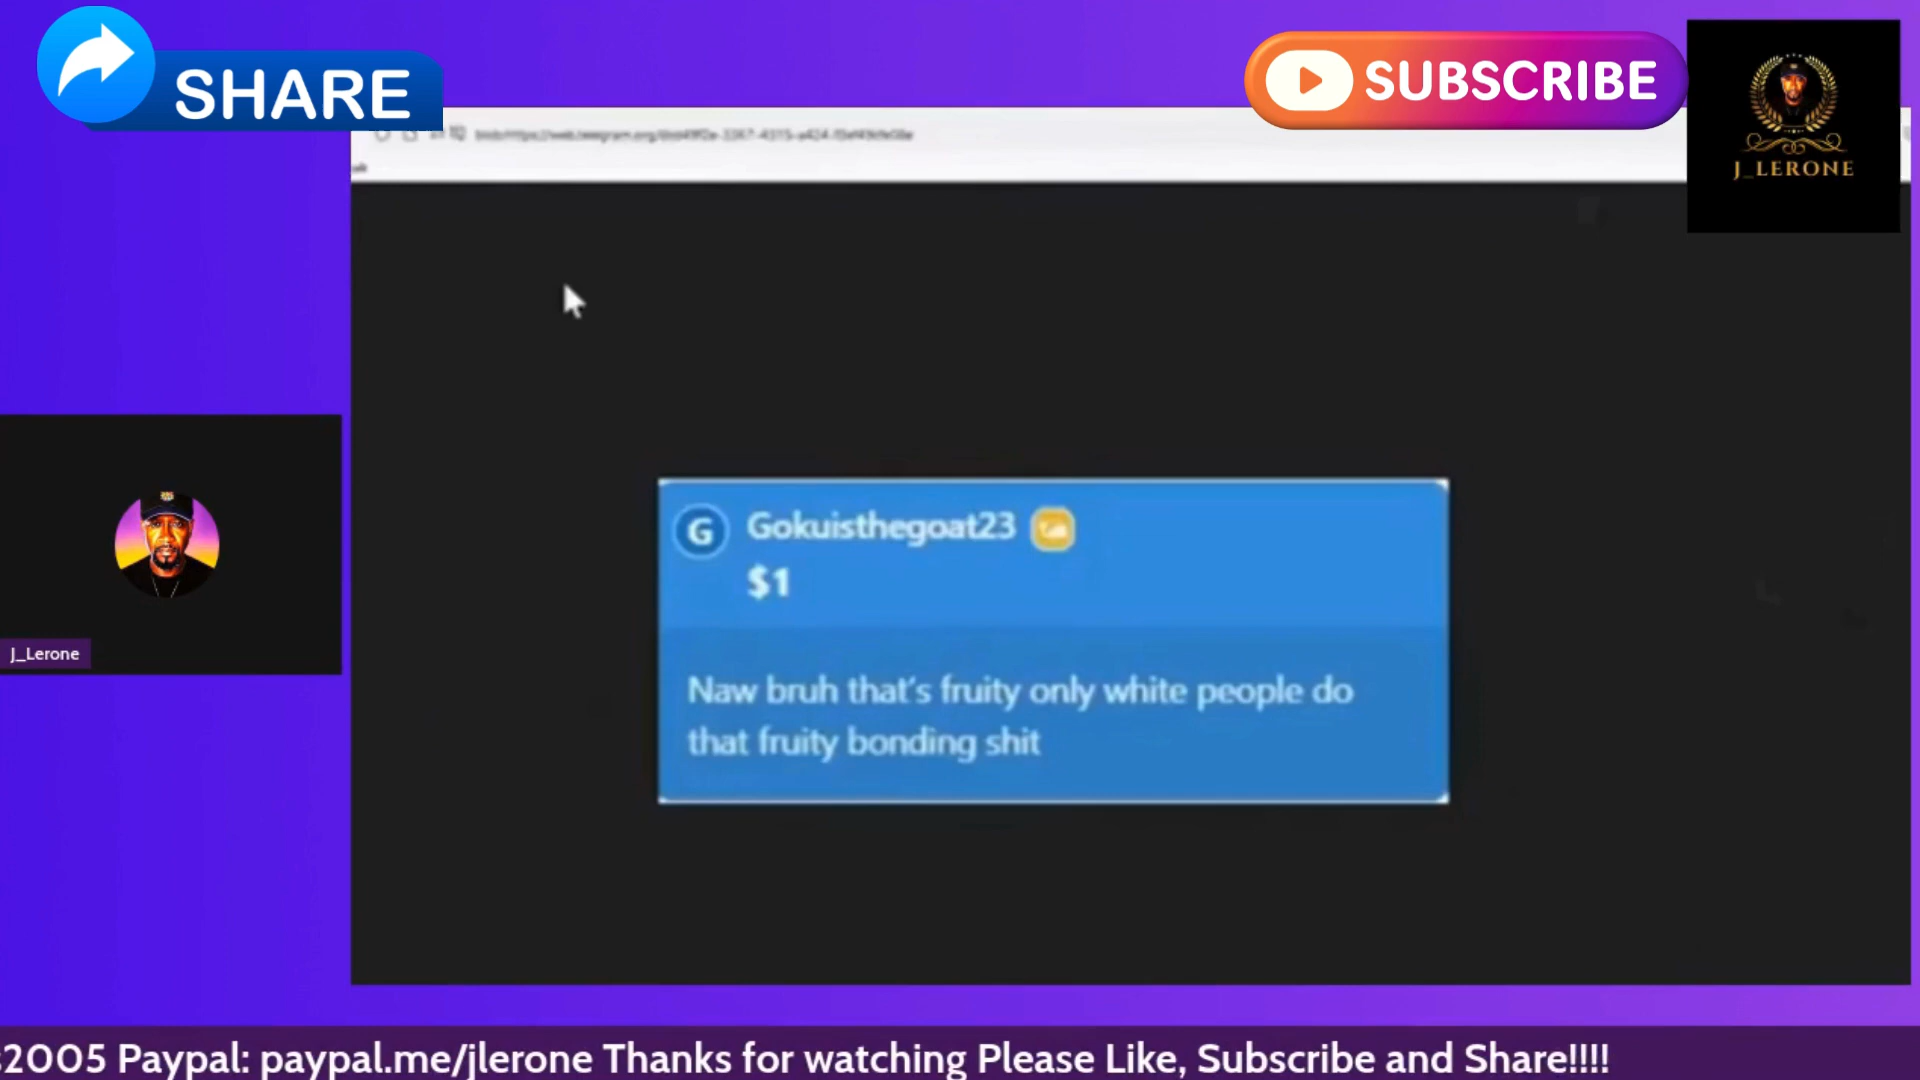 SHARE
SUBSCRIBE
J_LERONE
G
Gokuisthegoat23
$1
Naw bruh that's fruity only white people do
that fruity bonding shit
J_Lerone
2005 Paypal: paypal.me/jlerone Thanks for watching Please Like, Subscribe and Share!!!!